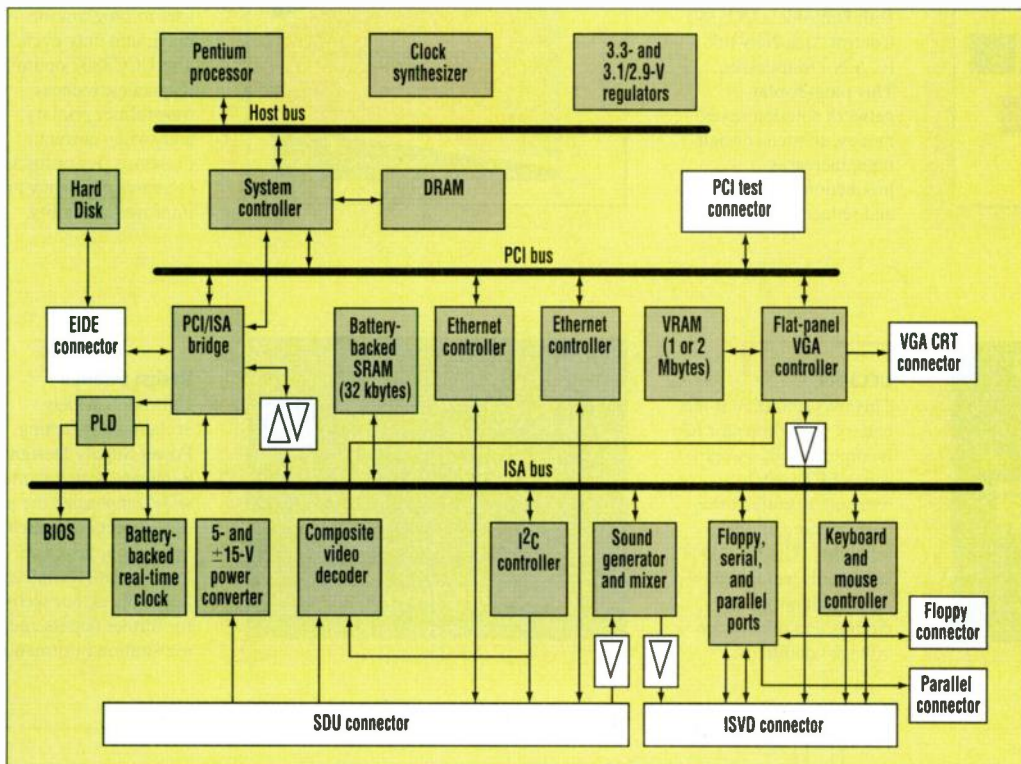 Pentium
processor
Clock
synthesizer
3.3- and
3.1/2.9-V
regulators
Host bus
Hard
Disk
System
controller
DRAM
PCI test
connector
PCI bus
EIDE
connector
PCI/ISA
bridge
Battery-
backed
SRAM
(32 kbytes)
Ethernet
controller
Ethernet
controller
VRAM
(1 or 2
Mbytes)
Flat-panel
VGA
controller
VGA CRT
connector
PLD
ISA bus
BIOS
Battery-
backed
real-time
clock
5- and
±15-V
power
converter
Composite
video
decoder
I²C
controller
Sound
generator
and mixer
Floppy,
serial,
and
parallel
ports
Keyboard
and
mouse
controller
Floppy
connector
Parallel
connector
SDU connector
ISVD connector